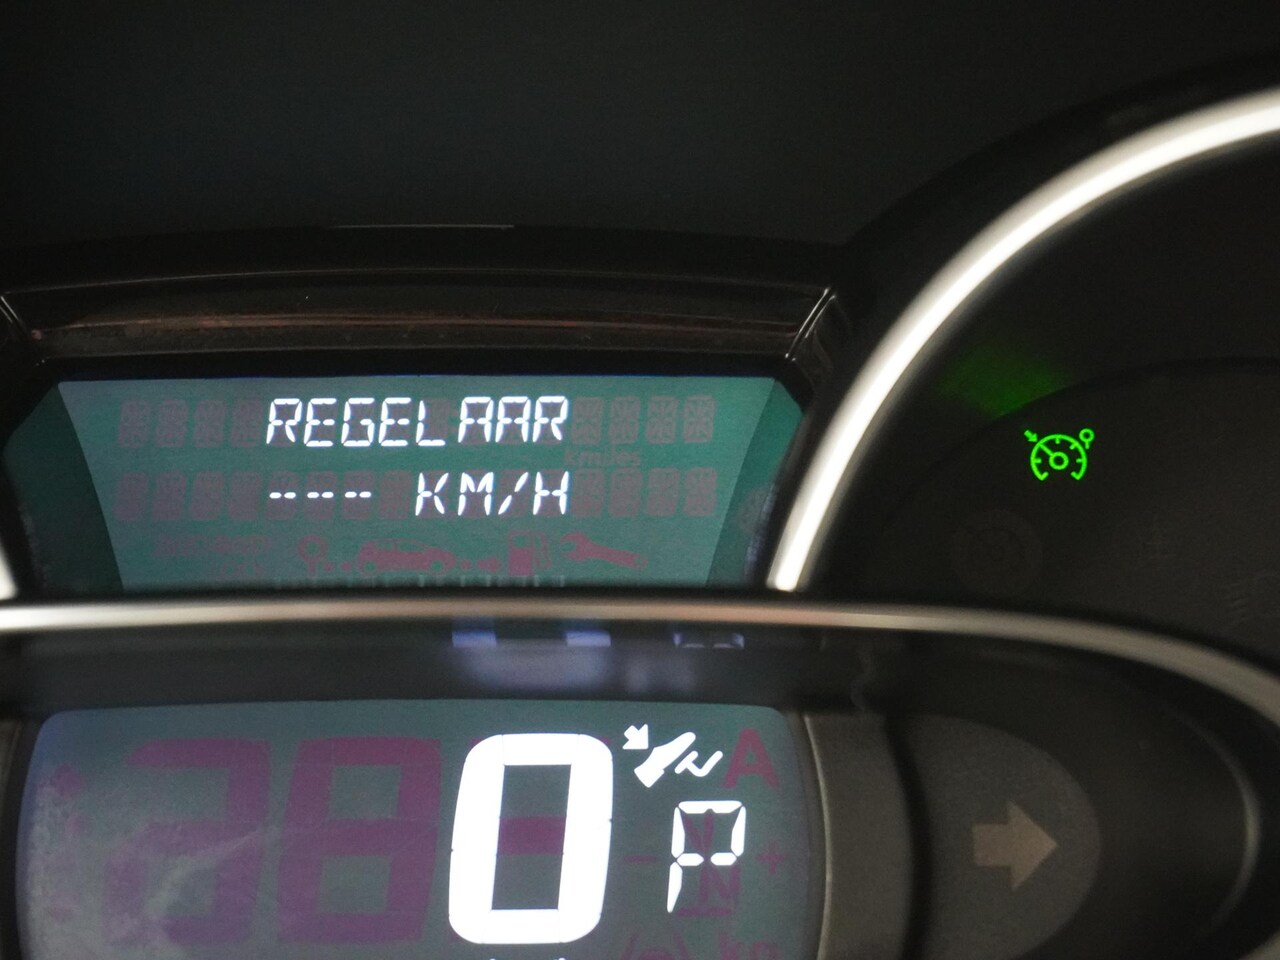 REGELAAR
--- KM/H
0
P